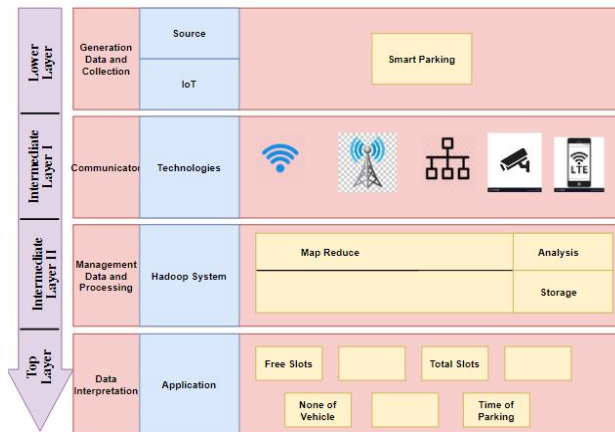 Lower
Layer
Generation
Data and
Collection
Source
IoT
Smart Parking
Intermediate
Layer I
Communicator
Technologies
LTE
Intermediate
Layer II
Management
Data and
Processing
Hadoop System
Map Reduce
Analysis
Storage
Top
Layer
Data
Interpretation
Application
Free Slots
Total Slots
None of
Vehicle
Time of
Parking